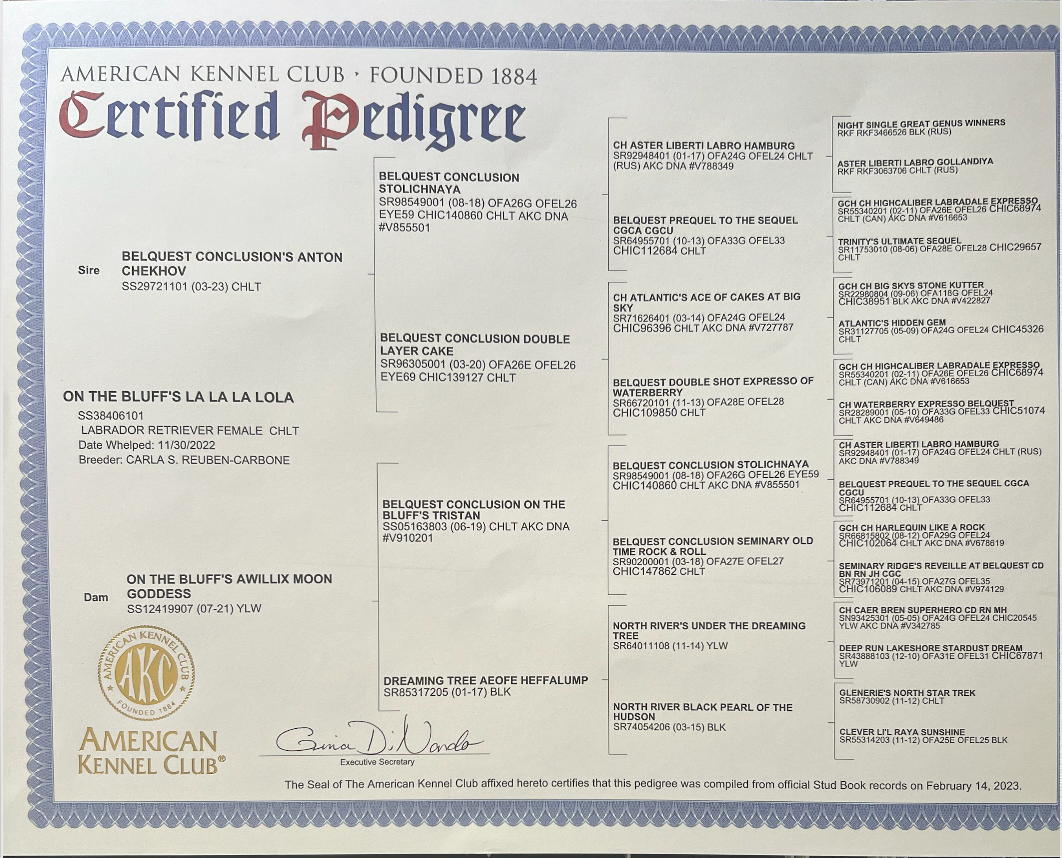 AMERICAN KENNEL CLUB • FOUNDED 1884
Certified Pedigree
Sire
BELQUEST CONCLUSION'S ANTON
CHEKHOV
SS29721101 (03-23) CHLT
ON THE BLUFF'S LA LA LA LOLA
SS38406101
LABRADOR RETRIEVER FEMALE CHLT
Date Whelped: 11/30/2022
Breeder: CARLA S. REUBEN-CARBONE
Dam
ON THE BLUFF'S AWILLIX MOON
GODDESS
SS12419907 (07-21) YLW
BELQUEST CONCLUSION
STOLICHNAYA
SR98549001 (08-18) OFA26G OFEL26
EYE59 CHIC140860 CHLT AKC DNA
#V855501
BELQUEST CONCLUSION DOUBLE
LAYER CAKE
SR96305001 (03-20) OFA26E OFEL26
EYE69 CHIC139127 CHLT
BELQUEST CONCLUSION ON THE
BLUFF'S TRISTAN
SS05163803 (06-19) CHLT AKC DNA
#V910201
DREAMING TREE AEOFE HEFFALUMP
SR85317205 (01-17) BLK
CH ASTER LIBERTI LABRO HAMBURG
SR92948401 (01-17) OFA24G OFEL24 CHLT
(RUS) AKC DNA #V788349
BELQUEST PREQUEL TO THE SEQUEL
CGCA CGCU
SR64955701 (10-13) OFA33G OFEL33
CHIC112684 CHLT
CH ATLANTIC'S ACE OF CAKES AT BIG
SKY
SR71626401 (03-14) OFA24G OFEL24
CHIC96396 CHLT AKC DNA #V727787
BELQUEST DOUBLE SHOT EXPRESSO OF
WATERBERRY
SR66720101 (11-13) OFA28E OFEL28
CHIC109850 CHLT
BELQUEST CONCLUSION STOLICHNAYA
SR98549001 (08-18) OFA26G OFEL26 EYE59
CHIC140860 CHLT AKC DNA #V855501
BELQUEST CONCLUSION SEMINARY OLD
TIME ROCK & ROLL
SR90200001 (03-18) OFA27E OFEL27
CHIC147862 CHLT
NORTH RIVER'S UNDER THE DREAMING
TREE
SR64011108 (11-14) YLW
NORTH RIVER BLACK PEARL OF THE
HUDSON
SR74054206 (03-15) BLK
NIGHT SINGLE GREAT GENUS WINNERS
RKF RKF3466526 BLK (RUS)
ASTER LIBERTI LABRO GOLLANDIYA
RKF RKF3063706 CHLT (RUS)
GCH CH HIGHCALIBER LABRADALE EXPRESSO
SR55340201 (02-11) OFA26E OFEL26 CHIC68974
CHLT (CAN) AKC DNA #V616653
TRINITY'S ULTIMATE SEQUEL
SR11753010 (08-06) OFA28E OFEL28 CHIC29657
CHLT
GCH CH BIG SKYS STONE KUTTER
SR22980804 (09-06) OFA118G OFEL24
CHIC38951 BLK AKC DNA #V422827
ATLANTIC'S HIDDEN GEM
SR31127705 (05-09) OFA24G OFEL24 CHIC45326
CHLT
GCH CH HIGHCALIBER LABRADALE EXPRESSO
SR55340201 (02-11) OFA26E OFEL26 CHIC68974
CHLT (CAN) AKC DNA #V616653
CH WATERBERRY EXPRESSO BELQUEST
SR28289001 (05-10) OFA33G OFEL33 CHIC51074
CHLT AKC DNA #V649486
CH ASTER LIBERTI LABRO HAMBURG
SR92948401 (01-17) OFA24G OFEL24 CHLT (RUS)
AKC DNA #V788349
BELQUEST PREQUEL TO THE SEQUEL CGCA
CGCU
SR64955701 (10-13) OFA33G OFEL33
CHIC112684 CHLT
GCH CH HARLEQUIN LIKE A ROCK
SR66815802 (08-12) OFA29G OFEL24
CHIC102064 CHLT AKC DNA #V678619
SEMINARY RIDGE'S REVEILLE AT BELQUEST CD
BN RN JH CGC
SR73971201 (04-15) OFA27G OFEL35
CHIC106089 CHLT AKC DNA #V974129
CH CAER BREN SUPERHERO CD RN MH
SN93425301 (05-05) OFA24G OFEL24 CHIC20545
YLW AKC DNA #V342785
DEEP RUN LAKESHORE STARDUST DREAM
SR43888103 (12-10) OFA31E OFEL31 CHIC67871
YLW
GLENERIE'S NORTH STAR TREK
SR58730902 (11-12) CHLT
CLEVER LI'L RAYA SUNSHINE
SR55314203 (11-12) OFA25E OFEL25 BLK
AMERICAN KENNEL CLUB
AKC
FOUNDED 1884
AMERICAN
KENNEL CLUB®
Gina DiNardo
Executive Secretary
The Seal of The American Kennel Club affixed hereto certifies that this pedigree was compiled from official Stud Book records on February 14, 2023.